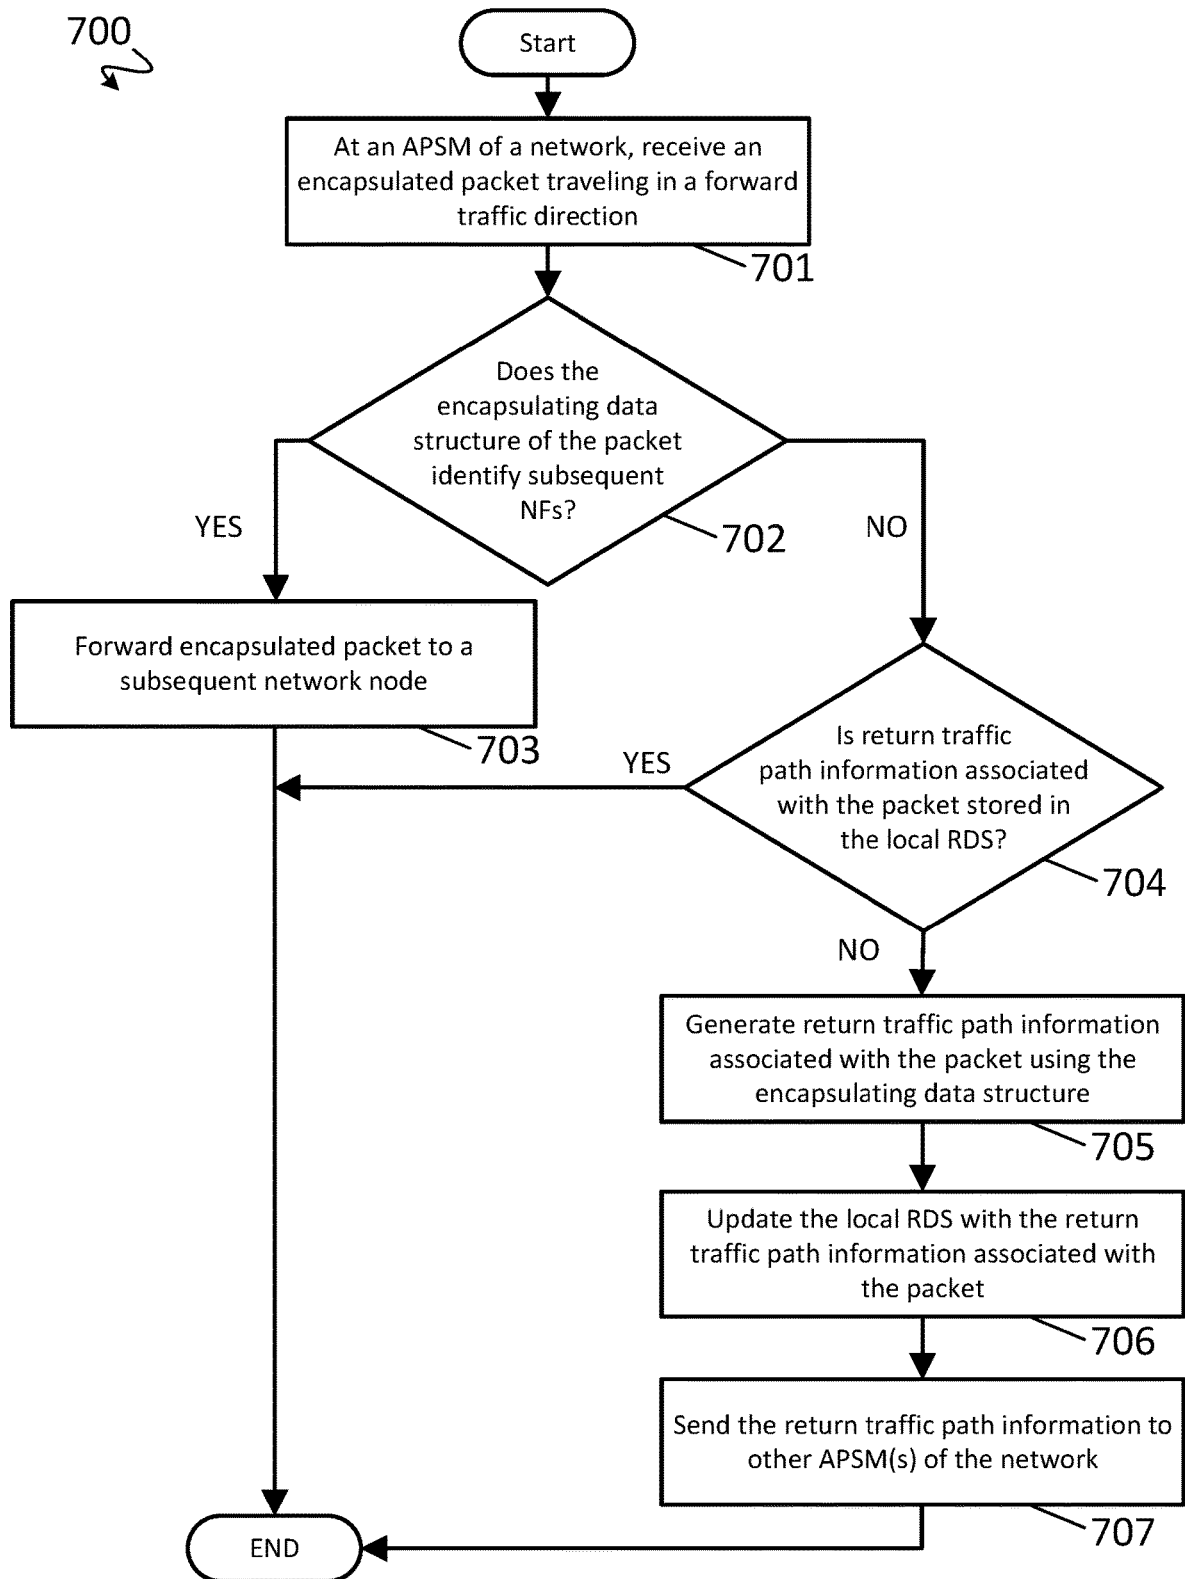 700
Start
At an APSM of a network, receive an
encapsulated packet traveling in a forward
traffic direction
701
Does the
encapsulating data
structure of the packet
identify subsequent
NFs?
702
YES
NO
Forward encapsulated packet to a
subsequent network node
703
Is return traffic
path information associated
with the packet stored in
the local RDS?
704
YES
NO
Generate return traffic path information
associated with the packet using the
encapsulating data structure
705
Update the local RDS with the return
traffic path information associated with
the packet
706
Send the return traffic path information to
other APSM(s) of the network
707
END